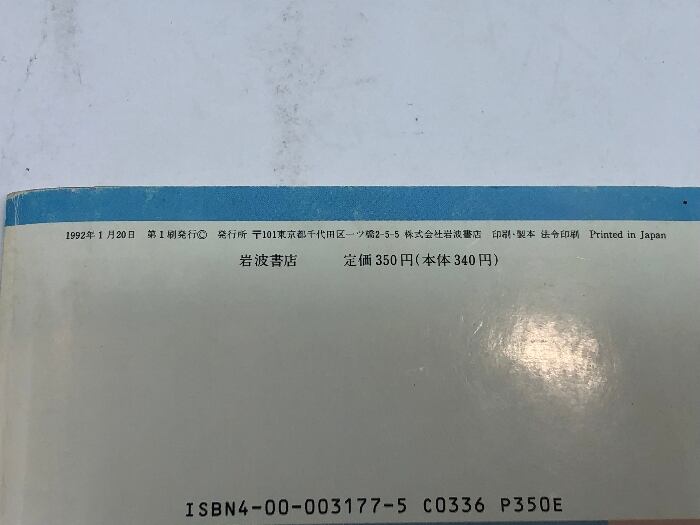 1992年1月20日　第1刷発行©　発行所　〒101東京都千代田区一ツ橋2-5-5 株式会社岩波書店　印刷・製本 法令印刷　Printed in Japan
岩波書店　定価350円(本体340円)
ISBN4-00-003177-5 C0336 P350E